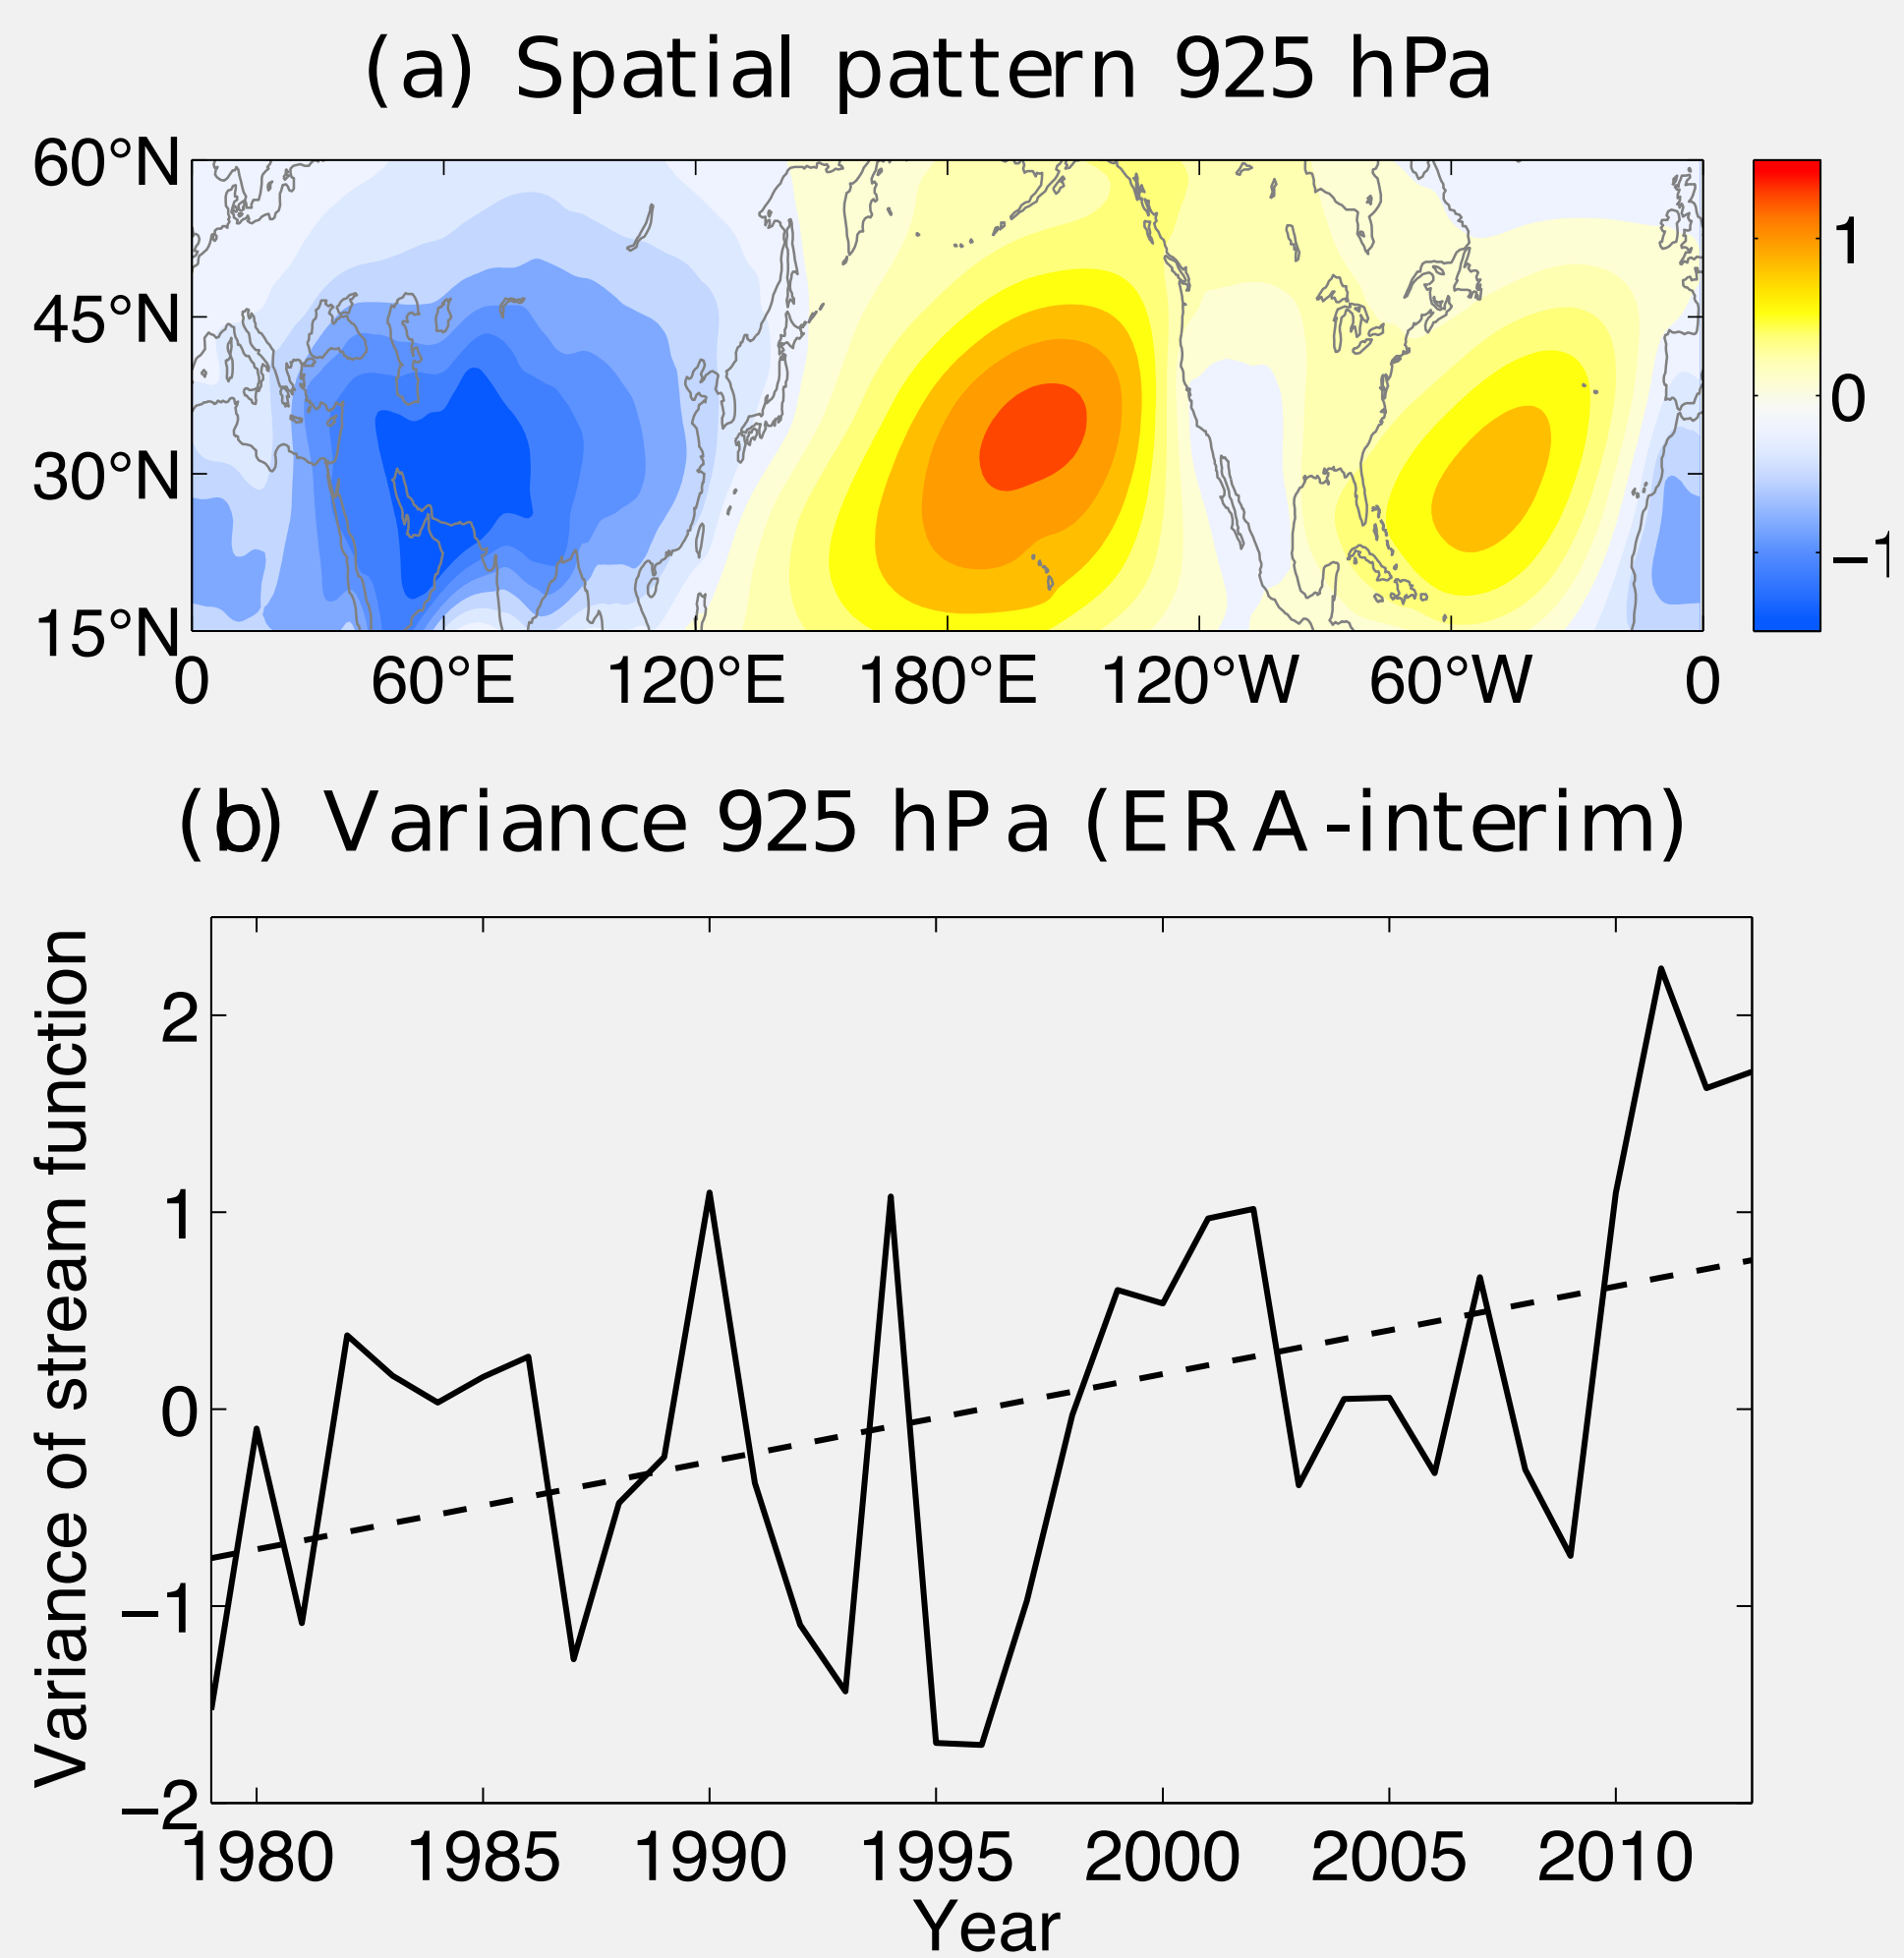 (a) Spatial pattern 925 hPa
60°N
45°N
30°N
15°N
0 60°E 120°E 180°E 120°W 60°W 0
1
0
−1
(b) Variance 925 hPa (ERA-interim)
Variance of stream function
2
1
0
−1
−2
1980 1985 1990 1995 2000 2005 2010
Year